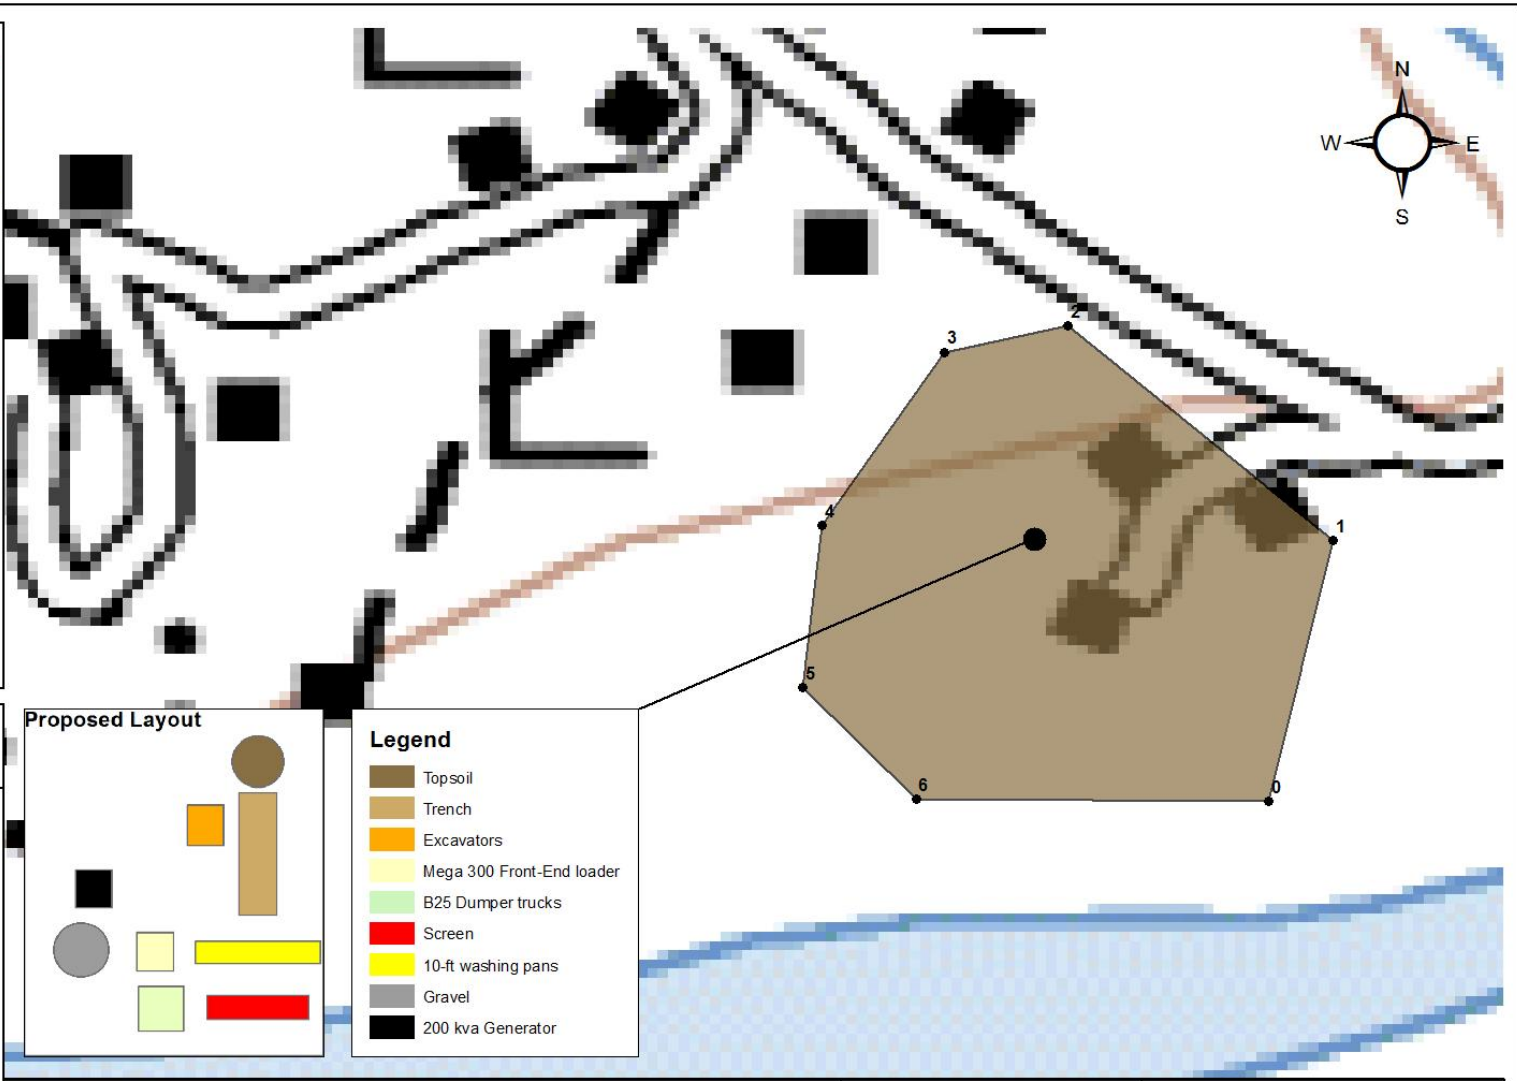 N
W E
S
2
3
4
1
5
6
0
Proposed Layout
Legend
Topsoil
Trench
Excavators
Mega 300 Front-End loader
B25 Dumper trucks
Screen
10-ft washing pans
Gravel
200 kva Generator